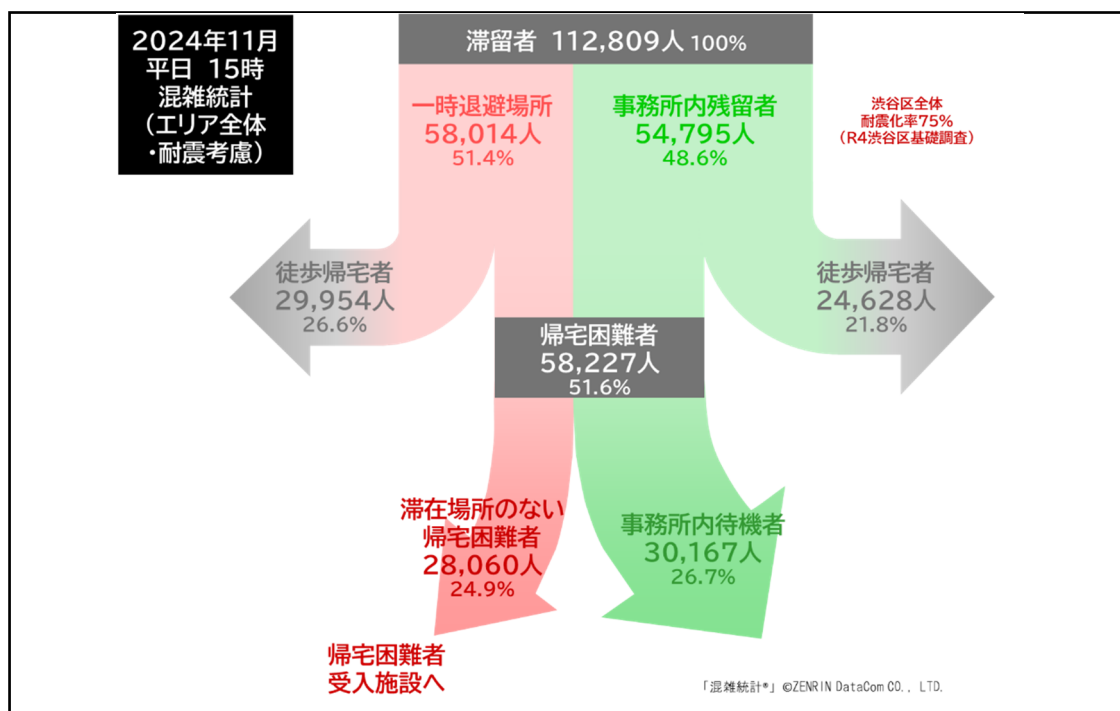 2024年11月
平日 15時
混雑統計
（エリア全体
・耐震考慮）
滞留者 112,809人 100%
一時退避場所
58,014人
51.4%
事務所内残留者
54,795人
48.6%
渋谷区全体
耐震化率75%
（R4渋谷区基礎調査）
徒歩帰宅者
29,954人
26.6%
徒歩帰宅者
24,628人
21.8%
帰宅困難者
58,227人
51.6%
滞在場所のない
帰宅困難者
28,060人
24.9%
事務所内待機者
30,167人
26.7%
帰宅困難者
受入施設へ
「混雑統計®」©ZENRIN DataCom CO., LTD.